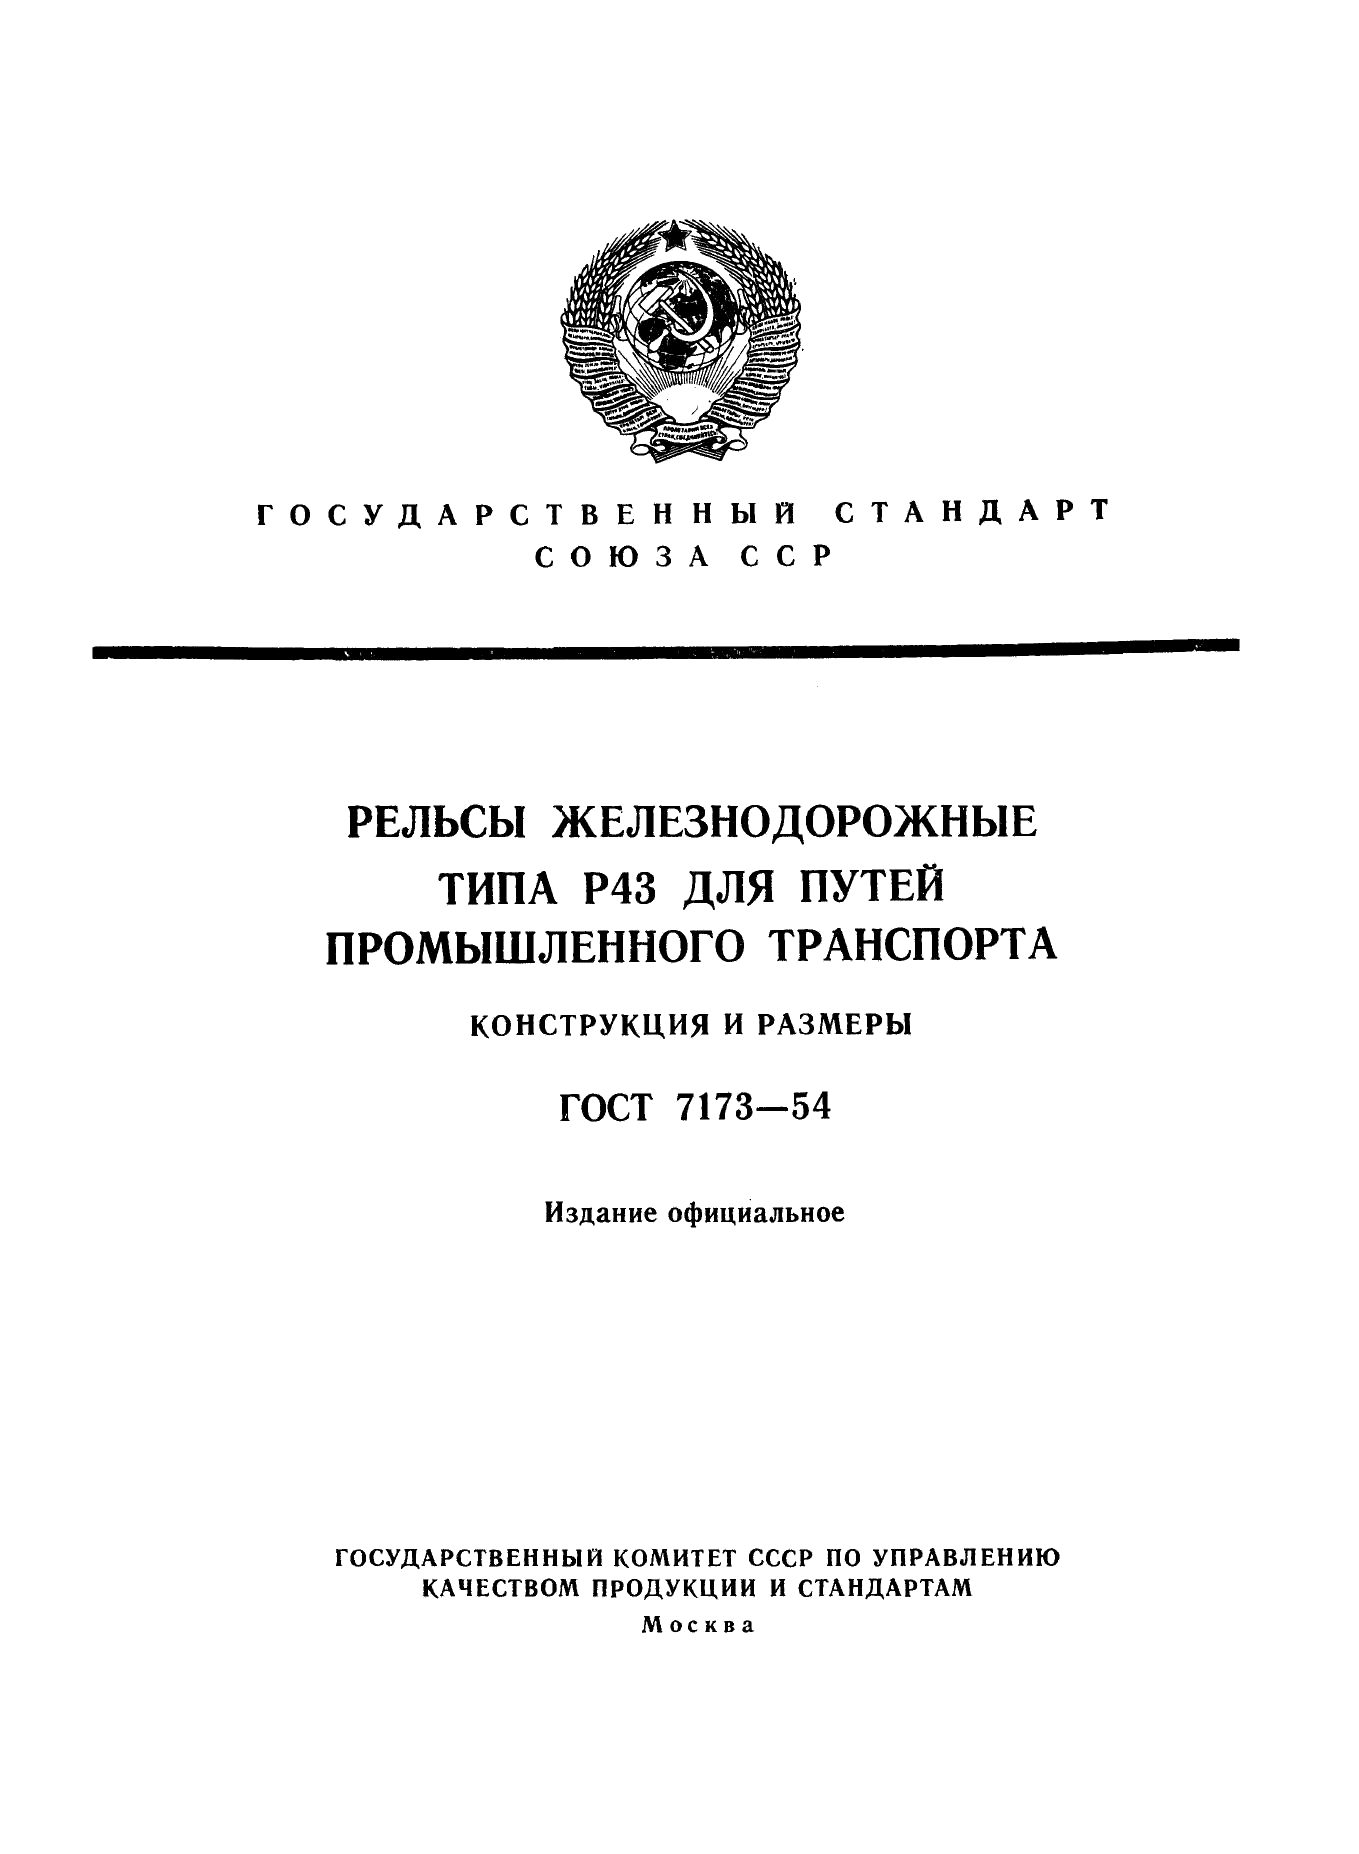 ГОСУДАРСТВЕННЫЙ СТАНДАРТ
СОЮЗА ССР
РЕЛЬСЫ ЖЕЛЕЗНОДОРОЖНЫЕ
ТИПА Р43 ДЛЯ ПУТЕЙ
ПРОМЫШЛЕННОГО ТРАНСПОРТА
КОНСТРУКЦИЯ И РАЗМЕРЫ
ГОСТ 7173—54
Издание официальное
ГОСУДАРСТВЕННЫЙ КОМИТЕТ СССР ПО УПРАВЛЕНИЮ
КАЧЕСТВОМ ПРОДУКЦИИ И СТАНДАРТАМ
Москва